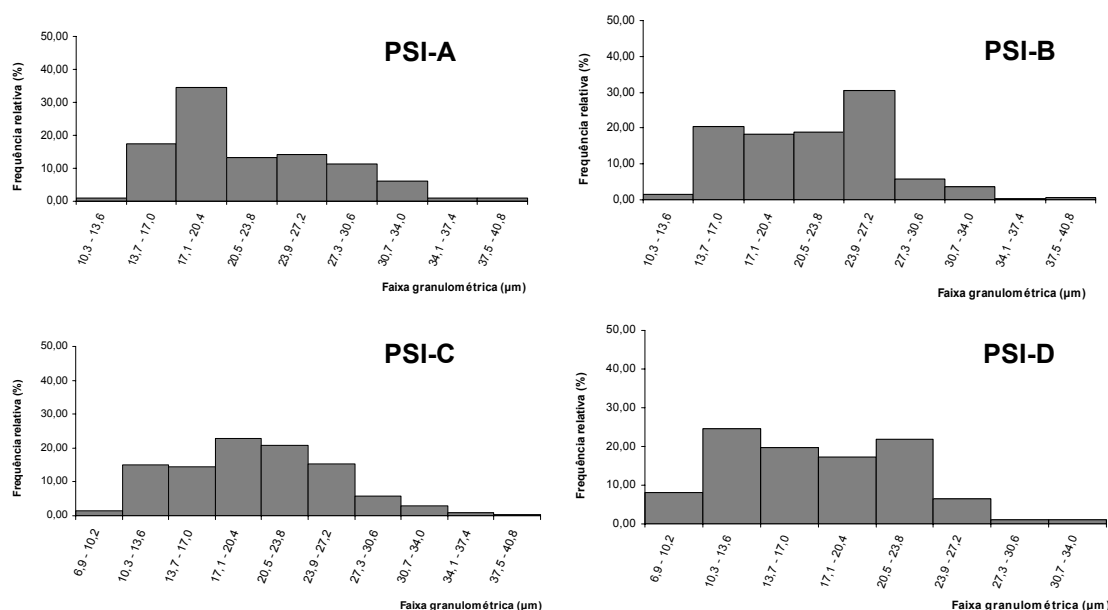 PSI-A
Frequência relativa (%)
50,00
40,00
30,00
20,00
10,00
0,00
10,3 - 13,6
13,7 - 17,0
17,1 - 20,4
20,5 - 23,8
23,9 - 27,2
27,3 - 30,6
30,7 - 34,0
34,1 - 37,4
37,5 - 40,8
Faixa granulométrica (µm)
PSI-B
Frequência relativa (%)
50,00
40,00
30,00
20,00
10,00
0,00
10,3 - 13,6
13,7 - 17,0
17,1 - 20,4
20,5 - 23,8
23,9 - 27,2
27,3 - 30,6
30,7 - 34,0
34,1 - 37,4
37,5 - 40,8
Faixa granulométrica (µm)
PSI-C
Frequência relativa (%)
50,00
40,00
30,00
20,00
10,00
0,00
6,9 - 10,2
10,3 - 13,6
13,7 - 17,0
17,1 - 20,4
20,5 - 23,8
23,9 - 27,2
27,3 - 30,6
30,7 - 34,0
34,1 - 37,4
37,5 - 40,8
Faixa granulométrica (µm)
PSI-D
Frequência relativa (%)
50,00
40,00
30,00
20,00
10,00
0,00
6,9 - 10,2
10,3 - 13,6
13,7 - 17,0
17,1 - 20,4
20,5 - 23,8
23,9 - 27,2
27,3 - 30,6
30,7 - 34,0
Faixa granulométrica (µm)